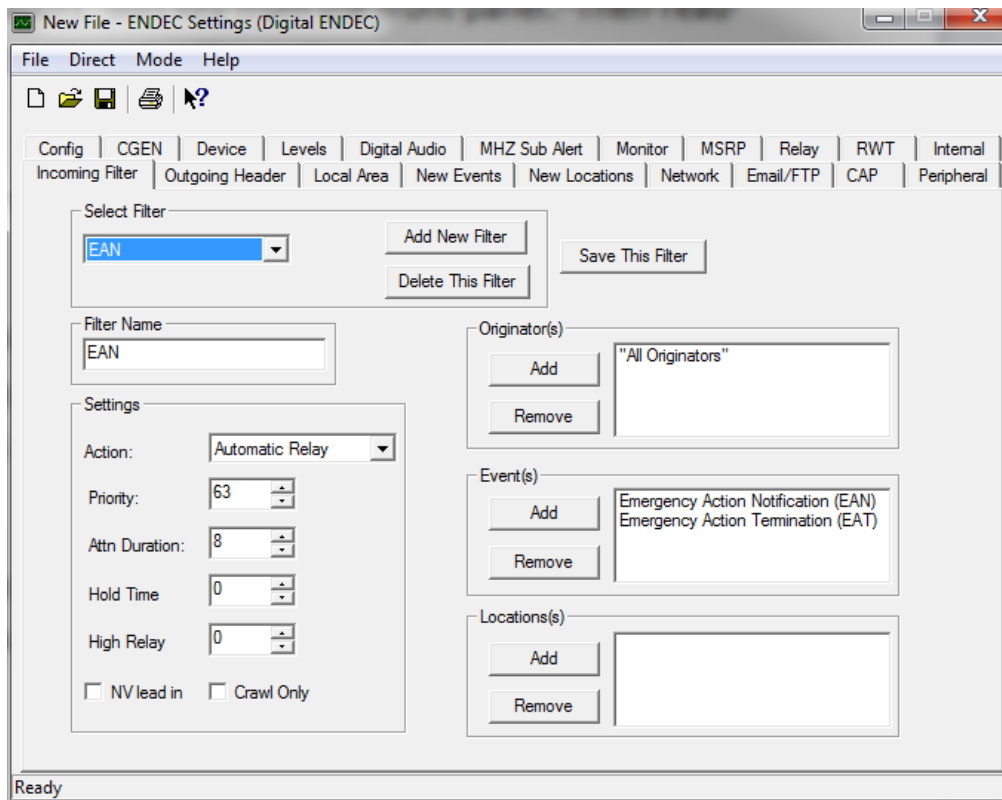 New File - ENDEC Settings (Digital ENDEC)
File Direct Mode Help
Config CGEN Device Levels Digital Audio MHZ Sub Alert Monitor MSRP Relay RWT Internal
Incoming Filter Outgoing Header Local Area New Events New Locations Network Email/FTP CAP Peripheral
Select Filter
EAN
Add New Filter
Delete This Filter
Save This Filter
Filter Name
EAN
Settings
Action: Automatic Relay
Priority: 63
Attn Duration: 8
Hold Time 0
High Relay 0
NV lead in Crawl Only
Originator(s)
Add
Remove
"All Originators"
Event(s)
Add
Remove
Emergency Action Notification (EAN)
Emergency Action Termination (EAT)
Locations(s)
Add
Remove
Ready